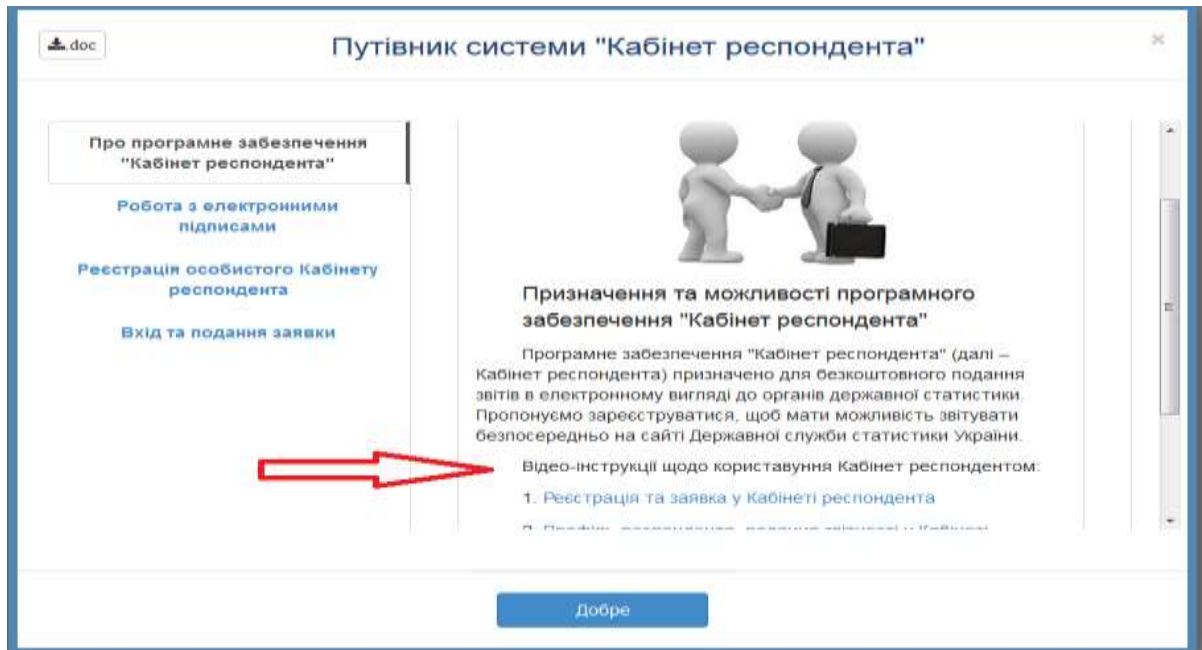 .doc
Путівник системи "Кабінет респондента"
×
Про програмне забезпечення
"Кабінет респондента"
Робота з електронними
підписами
Реєстрація особистого Кабінету
респондента
Вхід та подання заявки
Призначення та можливості програмного
забезпечення "Кабінет респондента"
Програмне забезпечення "Кабінет респондента" (далі –
Кабінет респондента) призначено для безкоштовного подання
звітів в електронному вигляді до органів державної статистики.
Пропонуємо зареєструватися, щоб мати можливість звітувати
безпосередньо на сайті Державної служби статистики України.
Відео-інструкції щодо користавуння Кабінет респондентом:
1. Реєстрація та заявка у Кабінеті респондента
Добре